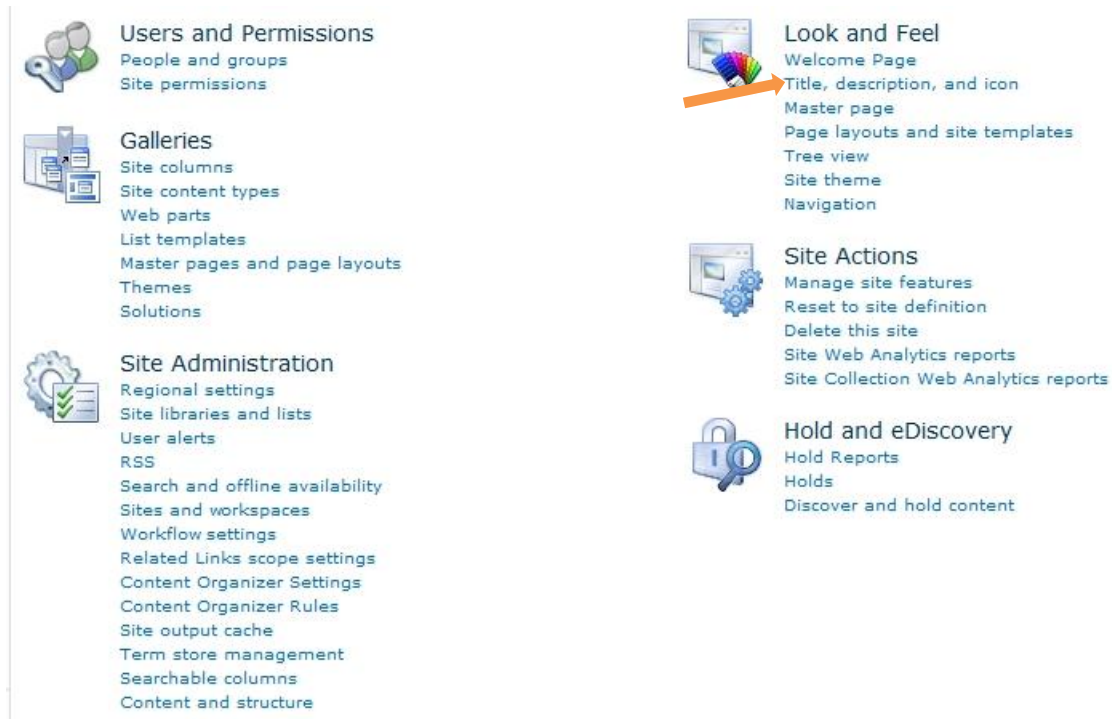 Users and Permissions
People and groups
Site permissions
Galleries
Site columns
Site content types
Web parts
List templates
Master pages and page layouts
Themes
Solutions
Site Administration
Regional settings
Site libraries and lists
User alerts
RSS
Search and offline availability
Sites and workspaces
Workflow settings
Related Links scope settings
Content Organizer Settings
Content Organizer Rules
Site output cache
Term store management
Searchable columns
Content and structure
Look and Feel
Welcome Page
Title, description, and icon
Master page
Page layouts and site templates
Tree view
Site theme
Navigation
Site Actions
Manage site features
Reset to site definition
Delete this site
Site Web Analytics reports
Site Collection Web Analytics reports
Hold and eDiscovery
Hold Reports
Holds
Discover and hold content